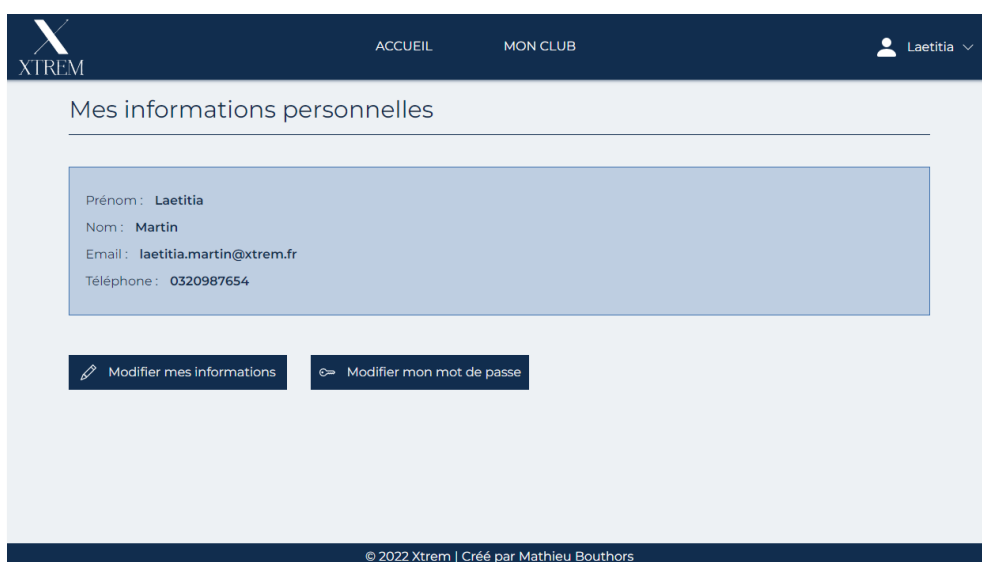 X
XTREM
ACCUEIL MON CLUB Laetitia
Mes informations personnelles
Prénom : Laetitia
Nom : Martin
Email : laetitia.martin@xtrem.fr
Téléphone : 0320987654
Modifier mes informations Modifier mon mot de passe
© 2022 Xtrem | Créé par Mathieu Bouthors